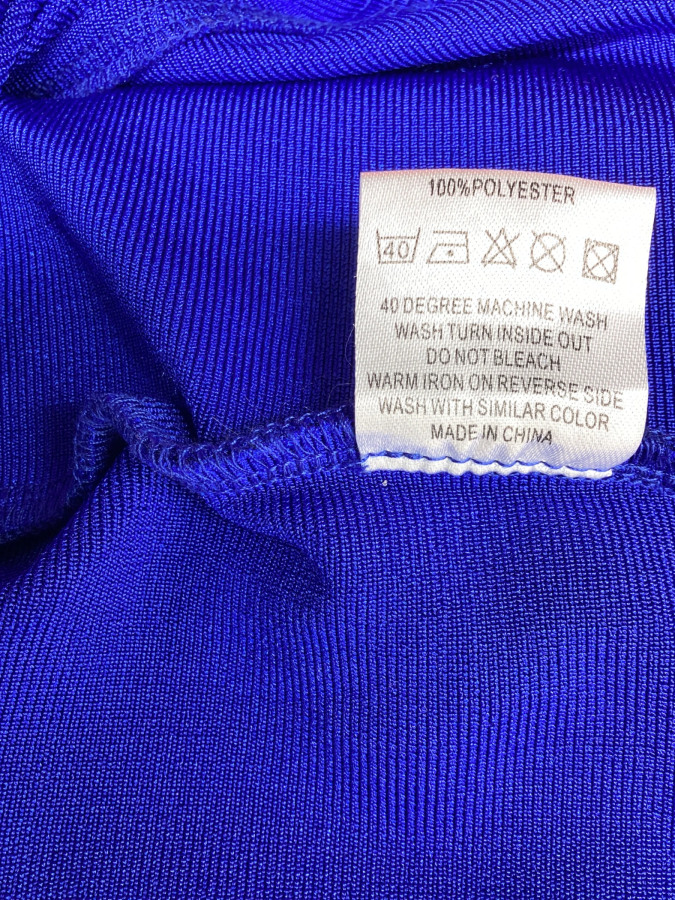 100%POLYESTER
40
40 DEGREE MACHINE WASH
WASH TURN INSIDE OUT
DO NOT BLEACH
WARM IRON ON REVERSE SIDE
WASH WITH SIMILAR COLOR
MADE IN CHINA